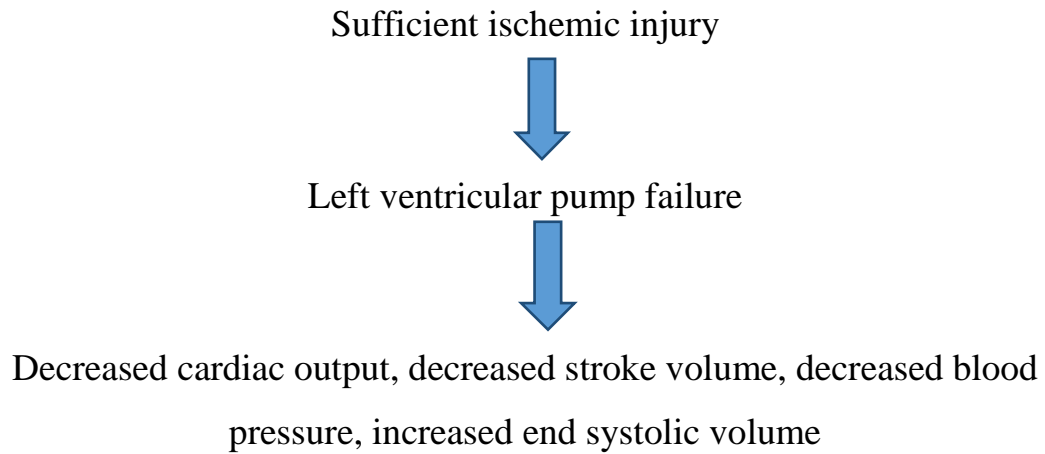 Sufficient ischemic injury
Left ventricular pump failure
Decreased cardiac output, decreased stroke volume, decreased blood
pressure, increased end systolic volume